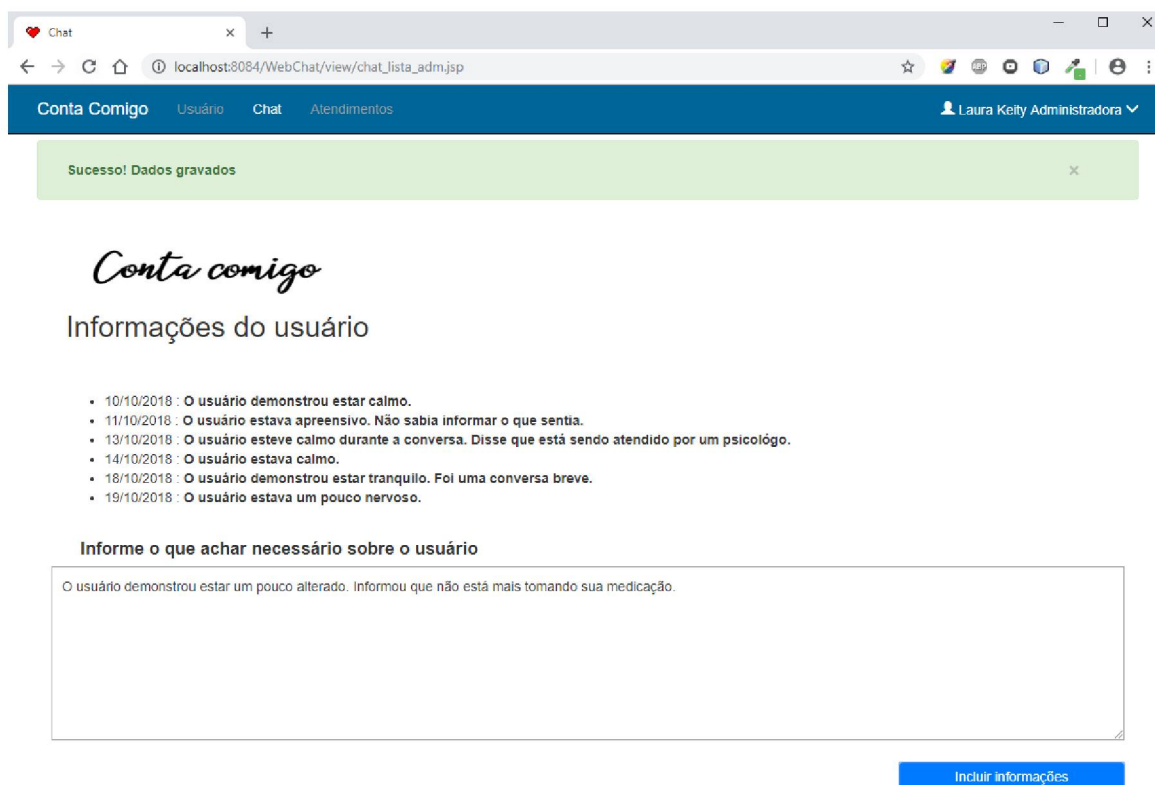 Chat
localhost:8084/WebChat/view/chat_lista_adm.jsp
Conta Comigo Usuário Chat Atendimentos Laura Keity Administradora
Sucesso! Dados gravados ×
Conta comigo
Informações do usuário
• 10/10/2018 : O usuário demonstrou estar calmo.
• 11/10/2018 : O usuário estava apreensivo. Não sabia informar o que sentia.
• 13/10/2018 : O usuário esteve calmo durante a conversa. Disse que está sendo atendido por um psicológo.
• 14/10/2018 : O usuário estava calmo.
• 18/10/2018 : O usuário demonstrou estar tranquilo. Foi uma conversa breve.
• 19/10/2018 : O usuário estava um pouco nervoso.
Informe o que achar necessário sobre o usuário
O usuário demonstrou estar um pouco alterado. Informou que não está mais tomando sua medicação.
Incluir informações